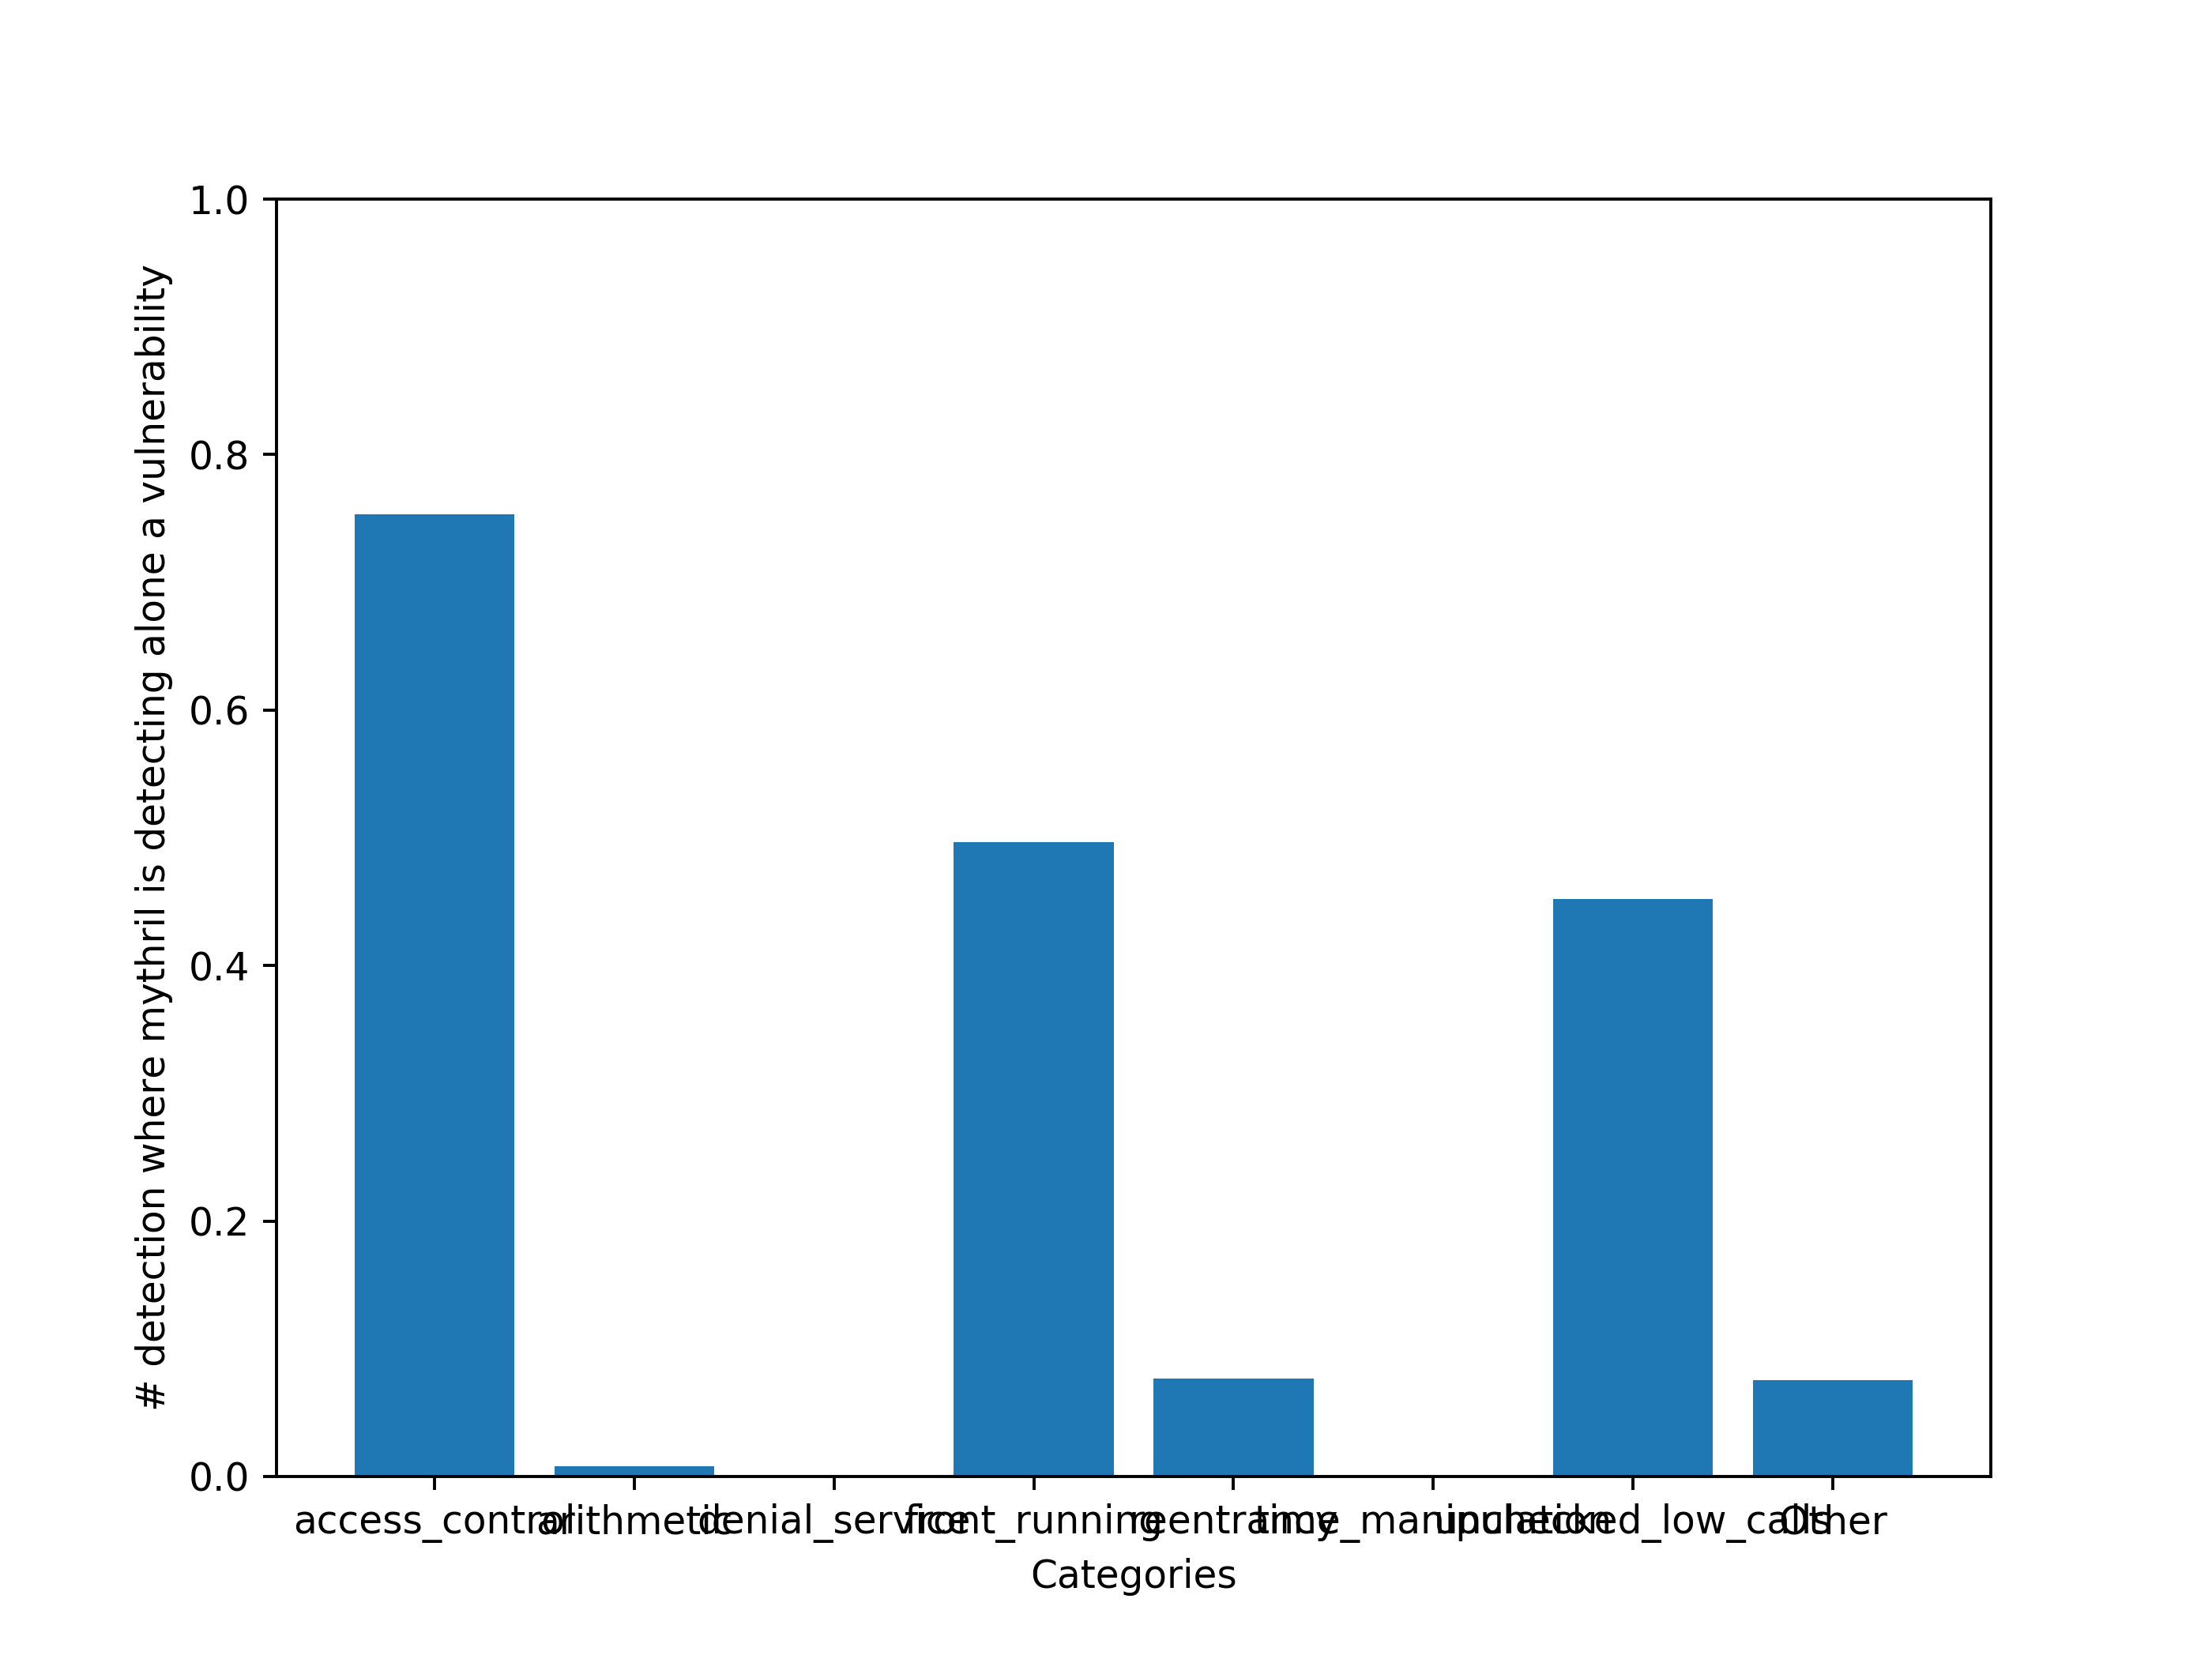 # detection where mythril is detecting alone a vulnerability
1.0
0.8
0.6
0.4
0.2
0.0
access_control arithmetic denial_service front_running reentrancy time_manipulation unchecked_low_calls Other
Categories